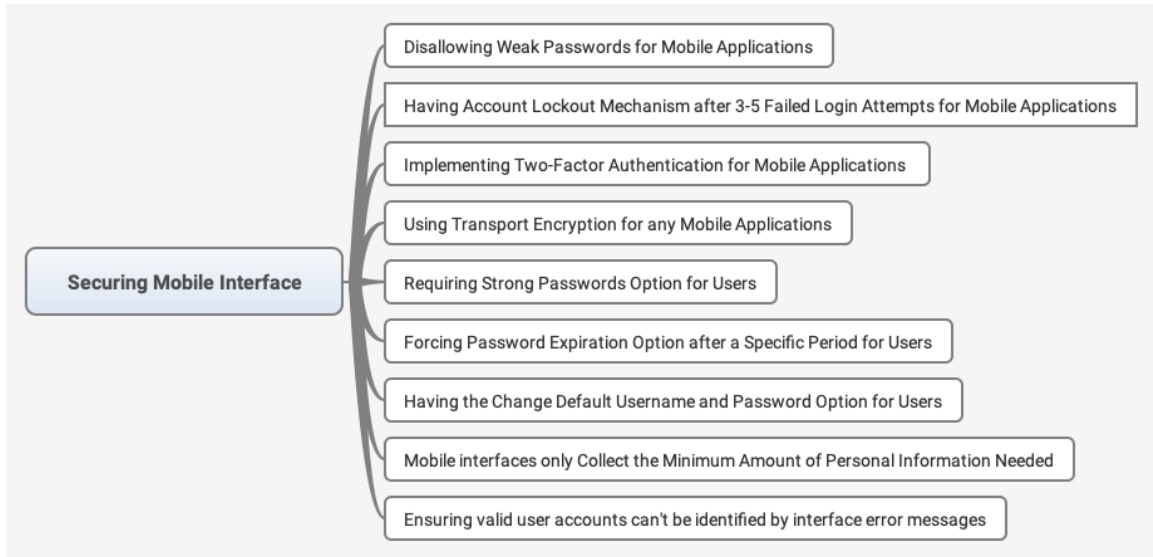 Disallowing Weak Passwords for Mobile Applications
Having Account Lockout Mechanism after 3-5 Failed Login Attempts for Mobile Applications
Implementing Two-Factor Authentication for Mobile Applications
Using Transport Encryption for any Mobile Applications
Securing Mobile Interface
Requiring Strong Passwords Option for Users
Forcing Password Expiration Option after a Specific Period for Users
Having the Change Default Username and Password Option for Users
Mobile interfaces only Collect the Minimum Amount of Personal Information Needed
Ensuring valid user accounts can't be identified by interface error messages